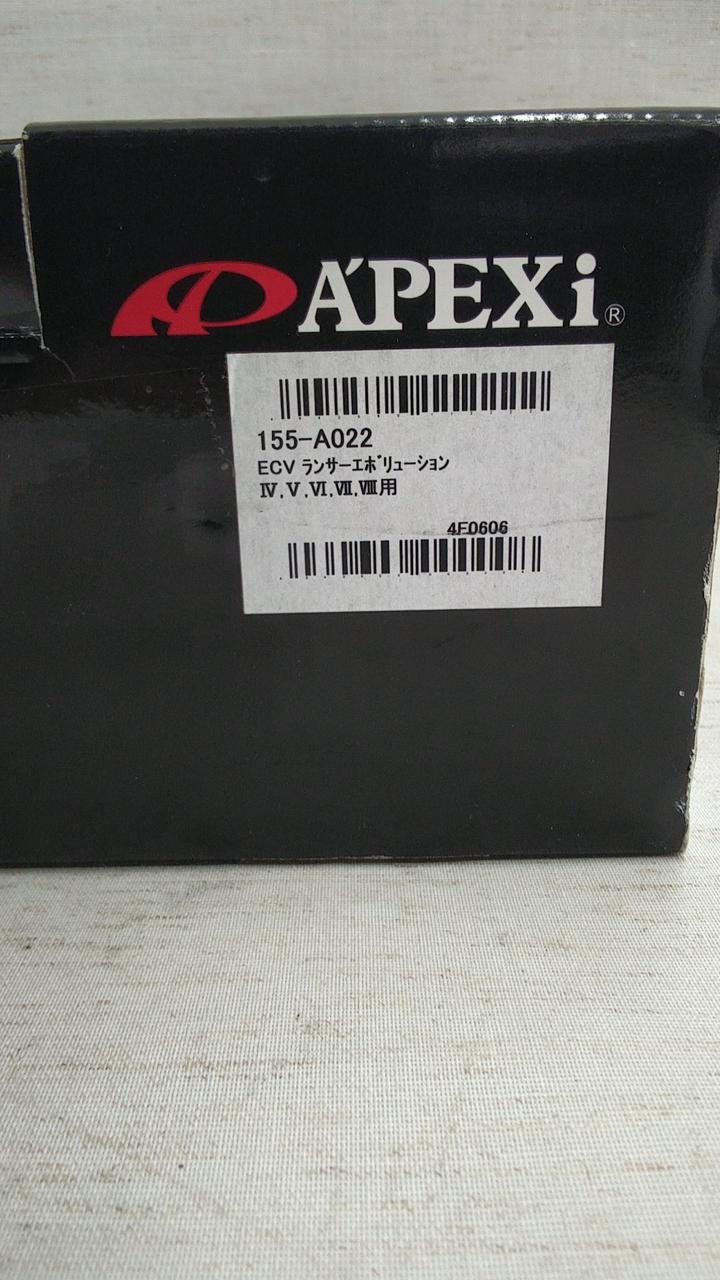 A'PEXi®
155-A022
ECV ランサーエボリューション
Ⅳ,Ⅴ,Ⅵ,Ⅶ,Ⅷ用
4F0606